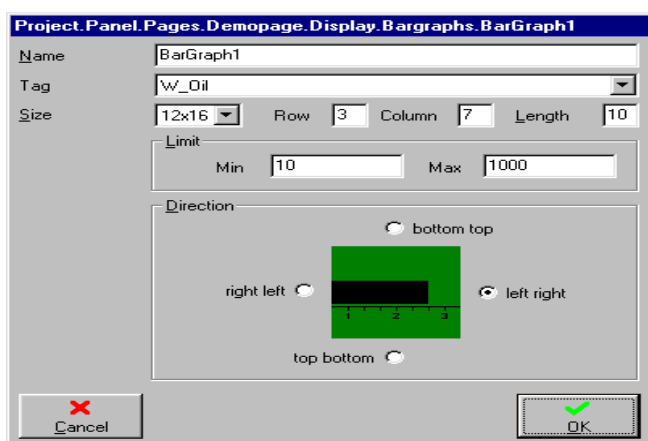 Project.Panel.Pages.Demopage.Display.Bargraphs.BarGraph1
Name BarGraph1
Tag W_Oil
Size 12x16 Row 3 Column 7 Length 10
Limit
Min 10 Max 1000
Direction
bottom top
right left left right
1 2 3
top bottom
Cancel OK